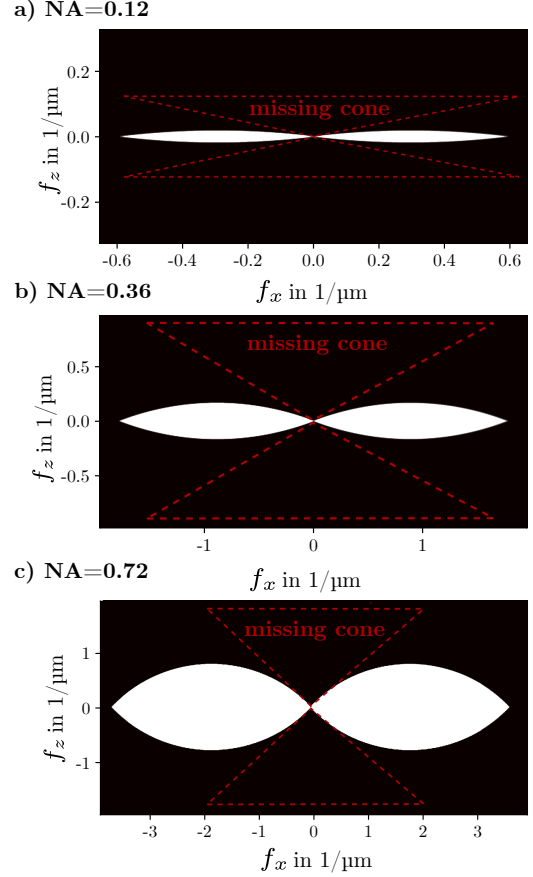 a) NA=0.12
0.2
missing cone
0.0
-0.2
f_z in 1/µm
-0.6 -0.4 -0.2 0.0 0.2 0.4 0.6
f_x in 1/µm
b) NA=0.36
0.5
missing cone
0.0
-0.5
f_z in 1/µm
-1 0 1
f_x in 1/µm
c) NA=0.72
missing cone
1
0
-1
f_z in 1/µm
-3 -2 -1 0 1 2 3
f_x in 1/µm